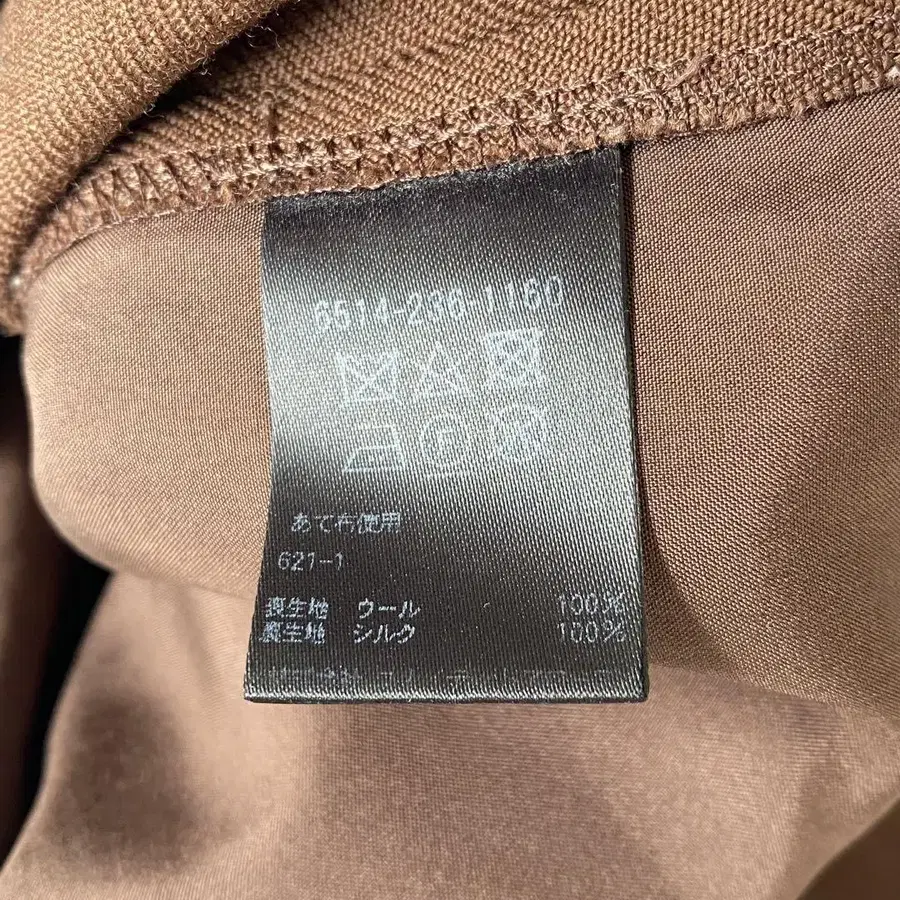 6514-236-1160
あて布使用
621-1
表生地 ウール 100%
裏生地 シルク 100%